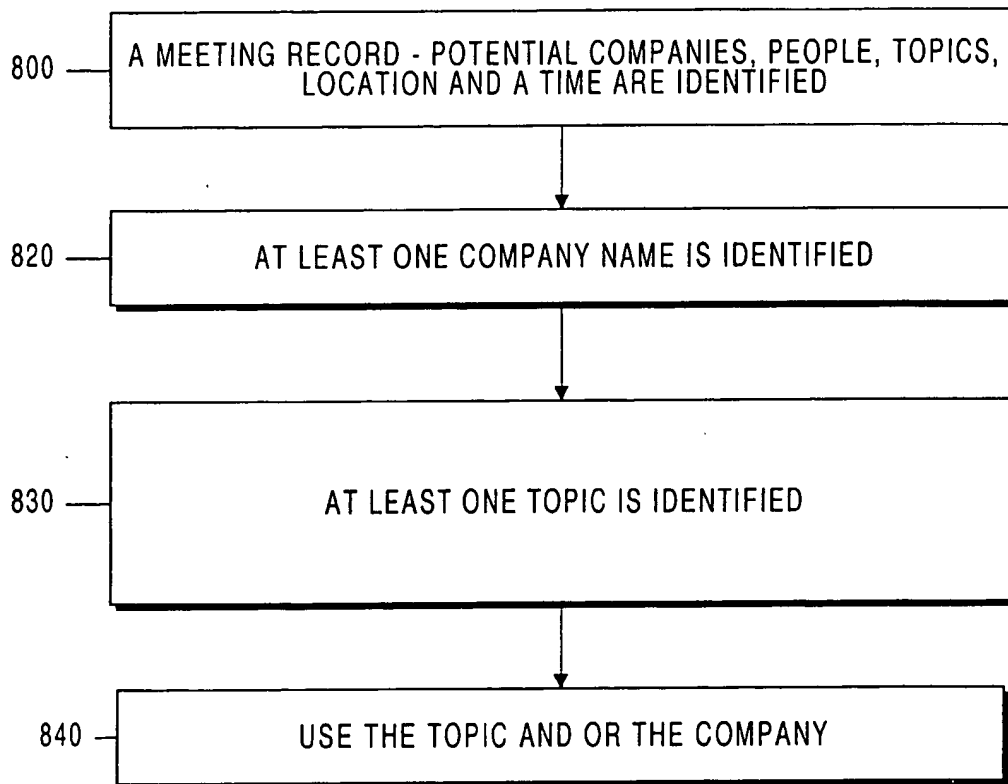 800
A MEETING RECORD - POTENTIAL COMPANIES, PEOPLE, TOPICS,
LOCATION AND A TIME ARE IDENTIFIED
820
AT LEAST ONE COMPANY NAME IS IDENTIFIED
830
AT LEAST ONE TOPIC IS IDENTIFIED
840
USE THE TOPIC AND OR THE COMPANY